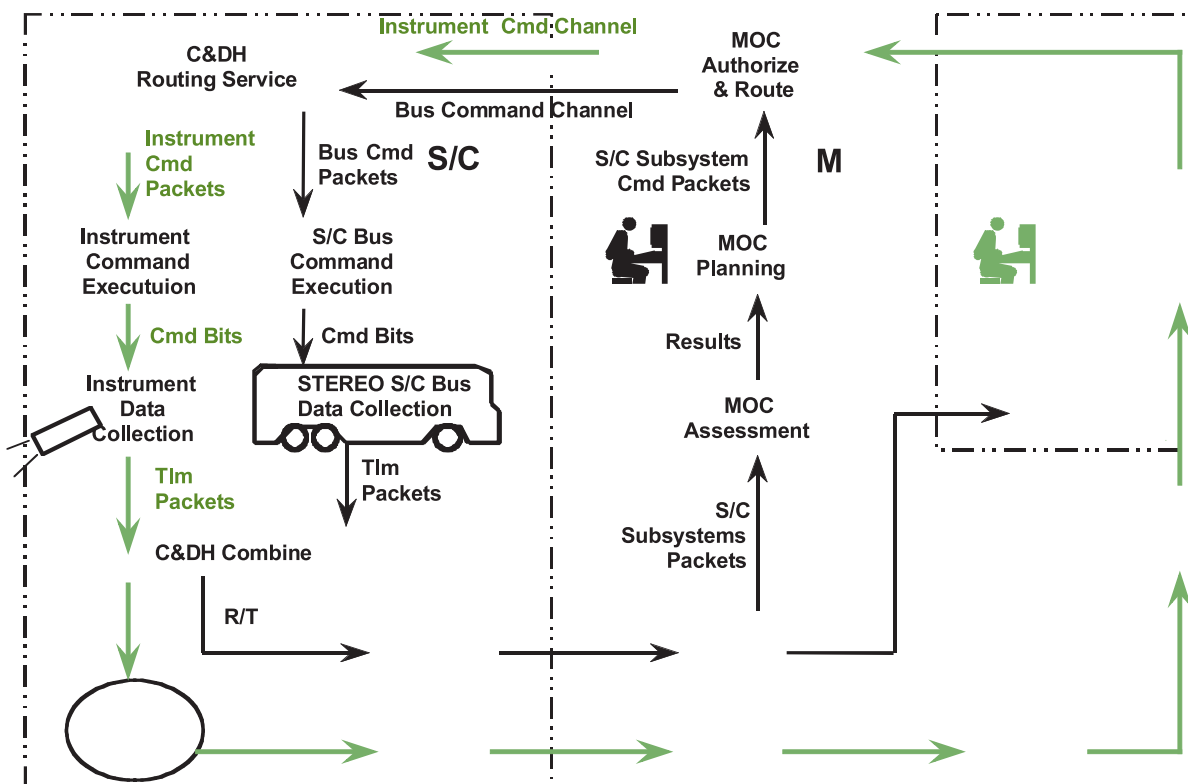 Instrument Cmd Channel
C&DH
Routing Service
MOC
Authorize
& Route
Bus Command Channel
Instrument
Cmd
Packets
Bus Cmd
Packets
S/C
S/C Subsystem
Cmd Packets
M
Instrument
Command
Executuion
S/C Bus
Command
Execution
MOC
Planning
Cmd Bits
Cmd Bits
Results
Instrument
Data
Collection
STEREO S/C Bus
Data Collection
MOC
Assessment
Tlm
Packets
Tlm
Packets
S/C
Subsystems
Packets
C&DH Combine
R/T